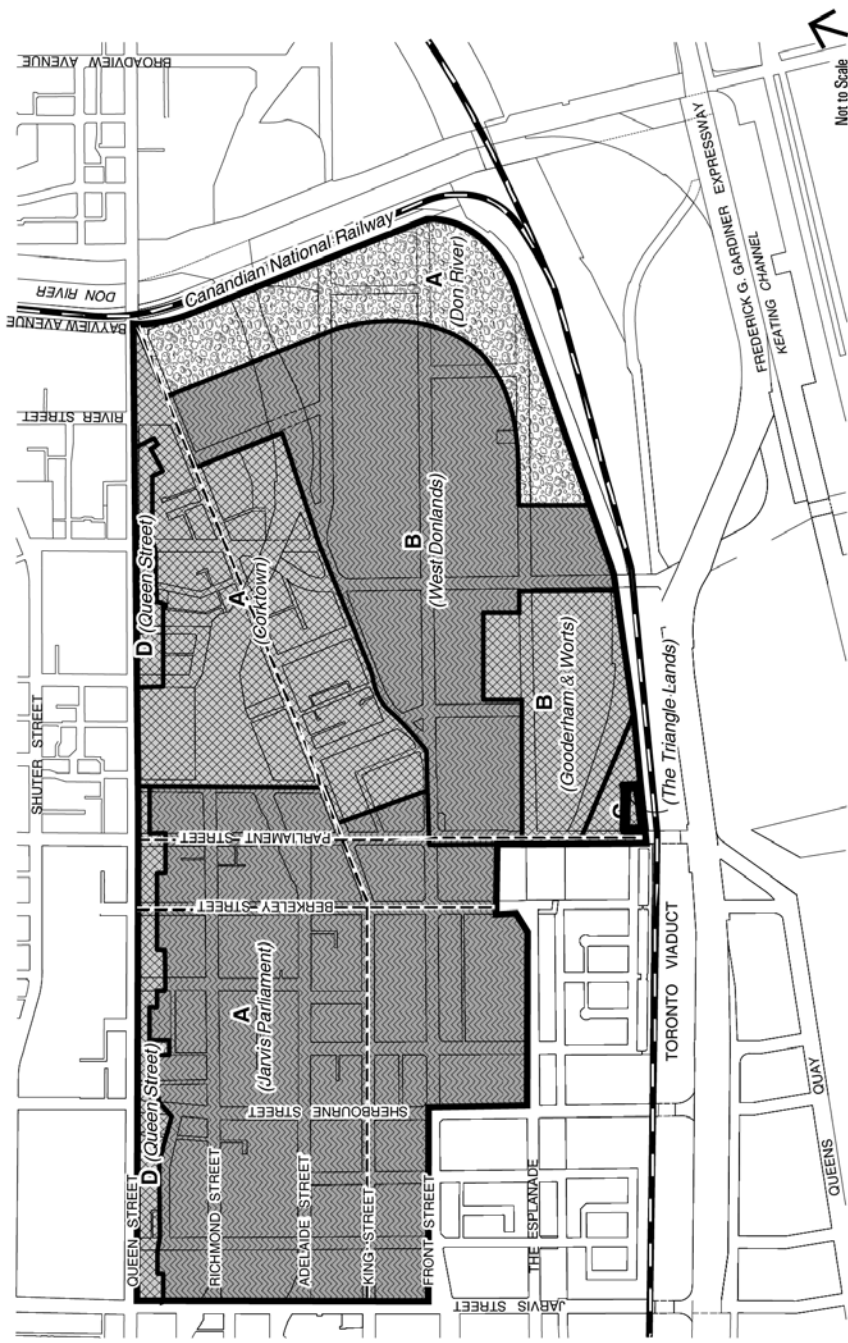 BROADVIEW AVENUE
DON RIVER
BAYVIEW AVENUE
RIVER STREET
SHUTER STREET
QUEEN STREET
Canandian National Railway
A
(Don River)
D (Queen Street)
A
(Corktown)
B
(West Donlands)
B
(Gooderham & Worts)
C
(The Triangle Lands)
PARLIAMENT STREET
BERKELEY STREET
D (Queen Street)
A
(Jarvis Parliament)
SHERBOURNE
STREET
RICHMOND STREET
ADELAIDE STREET
KING STREET
FRONT STREET
THE ESPLANADE
JARVIS STREET
TORONTO VIADUCT
QUEENS QUAY
FREDERICK G. GARDINER EXPRESSWAY
KEATING CHANNEL
Not to Scale